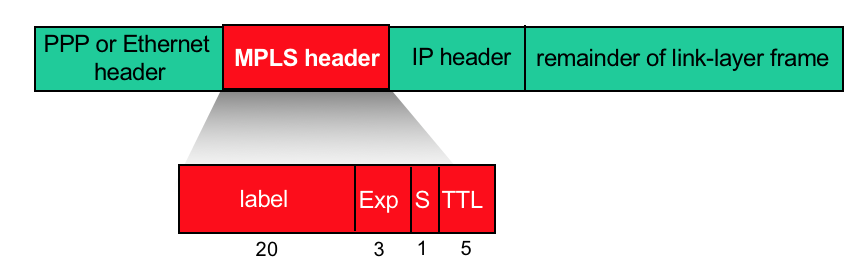 PPP or Ethernet
header
MPLS header
IP header
remainder of link-layer frame
label
Exp
S
TTL
20
3
1
5